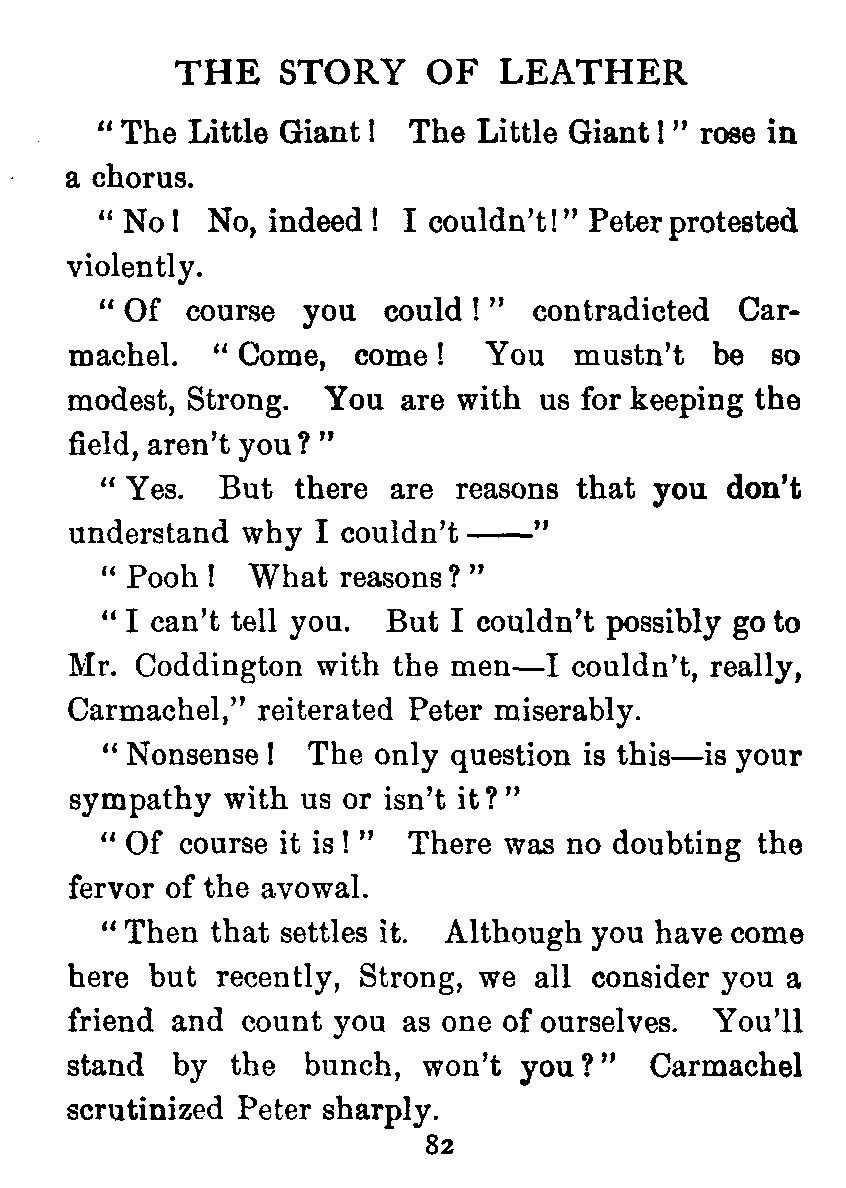 THE STORY OF LEATHER
"The Little Giant! The Little Giant!" rose in
a chorus.
"No! No, indeed! I couldn't!" Peter protested
violently.
"Of course you could!" contradicted Car-
machel. "Come, come! You mustn't be so
modest, Strong. You are with us for keeping the
field, aren't you?"
"Yes. But there are reasons that you don't
understand why I couldn't ——"
"Pooh! What reasons?"
"I can't tell you. But I couldn't possibly go to
Mr. Coddington with the men—I couldn't, really,
Carmachel," reiterated Peter miserably.
"Nonsense! The only question is this—is your
sympathy with us or isn't it?"
"Of course it is!" There was no doubting the
fervor of the avowal.
"Then that settles it. Although you have come
here but recently, Strong, we all consider you a
friend and count you as one of ourselves. You'll
stand by the bunch, won't you?" Carmachel
scrutinized Peter sharply.
82